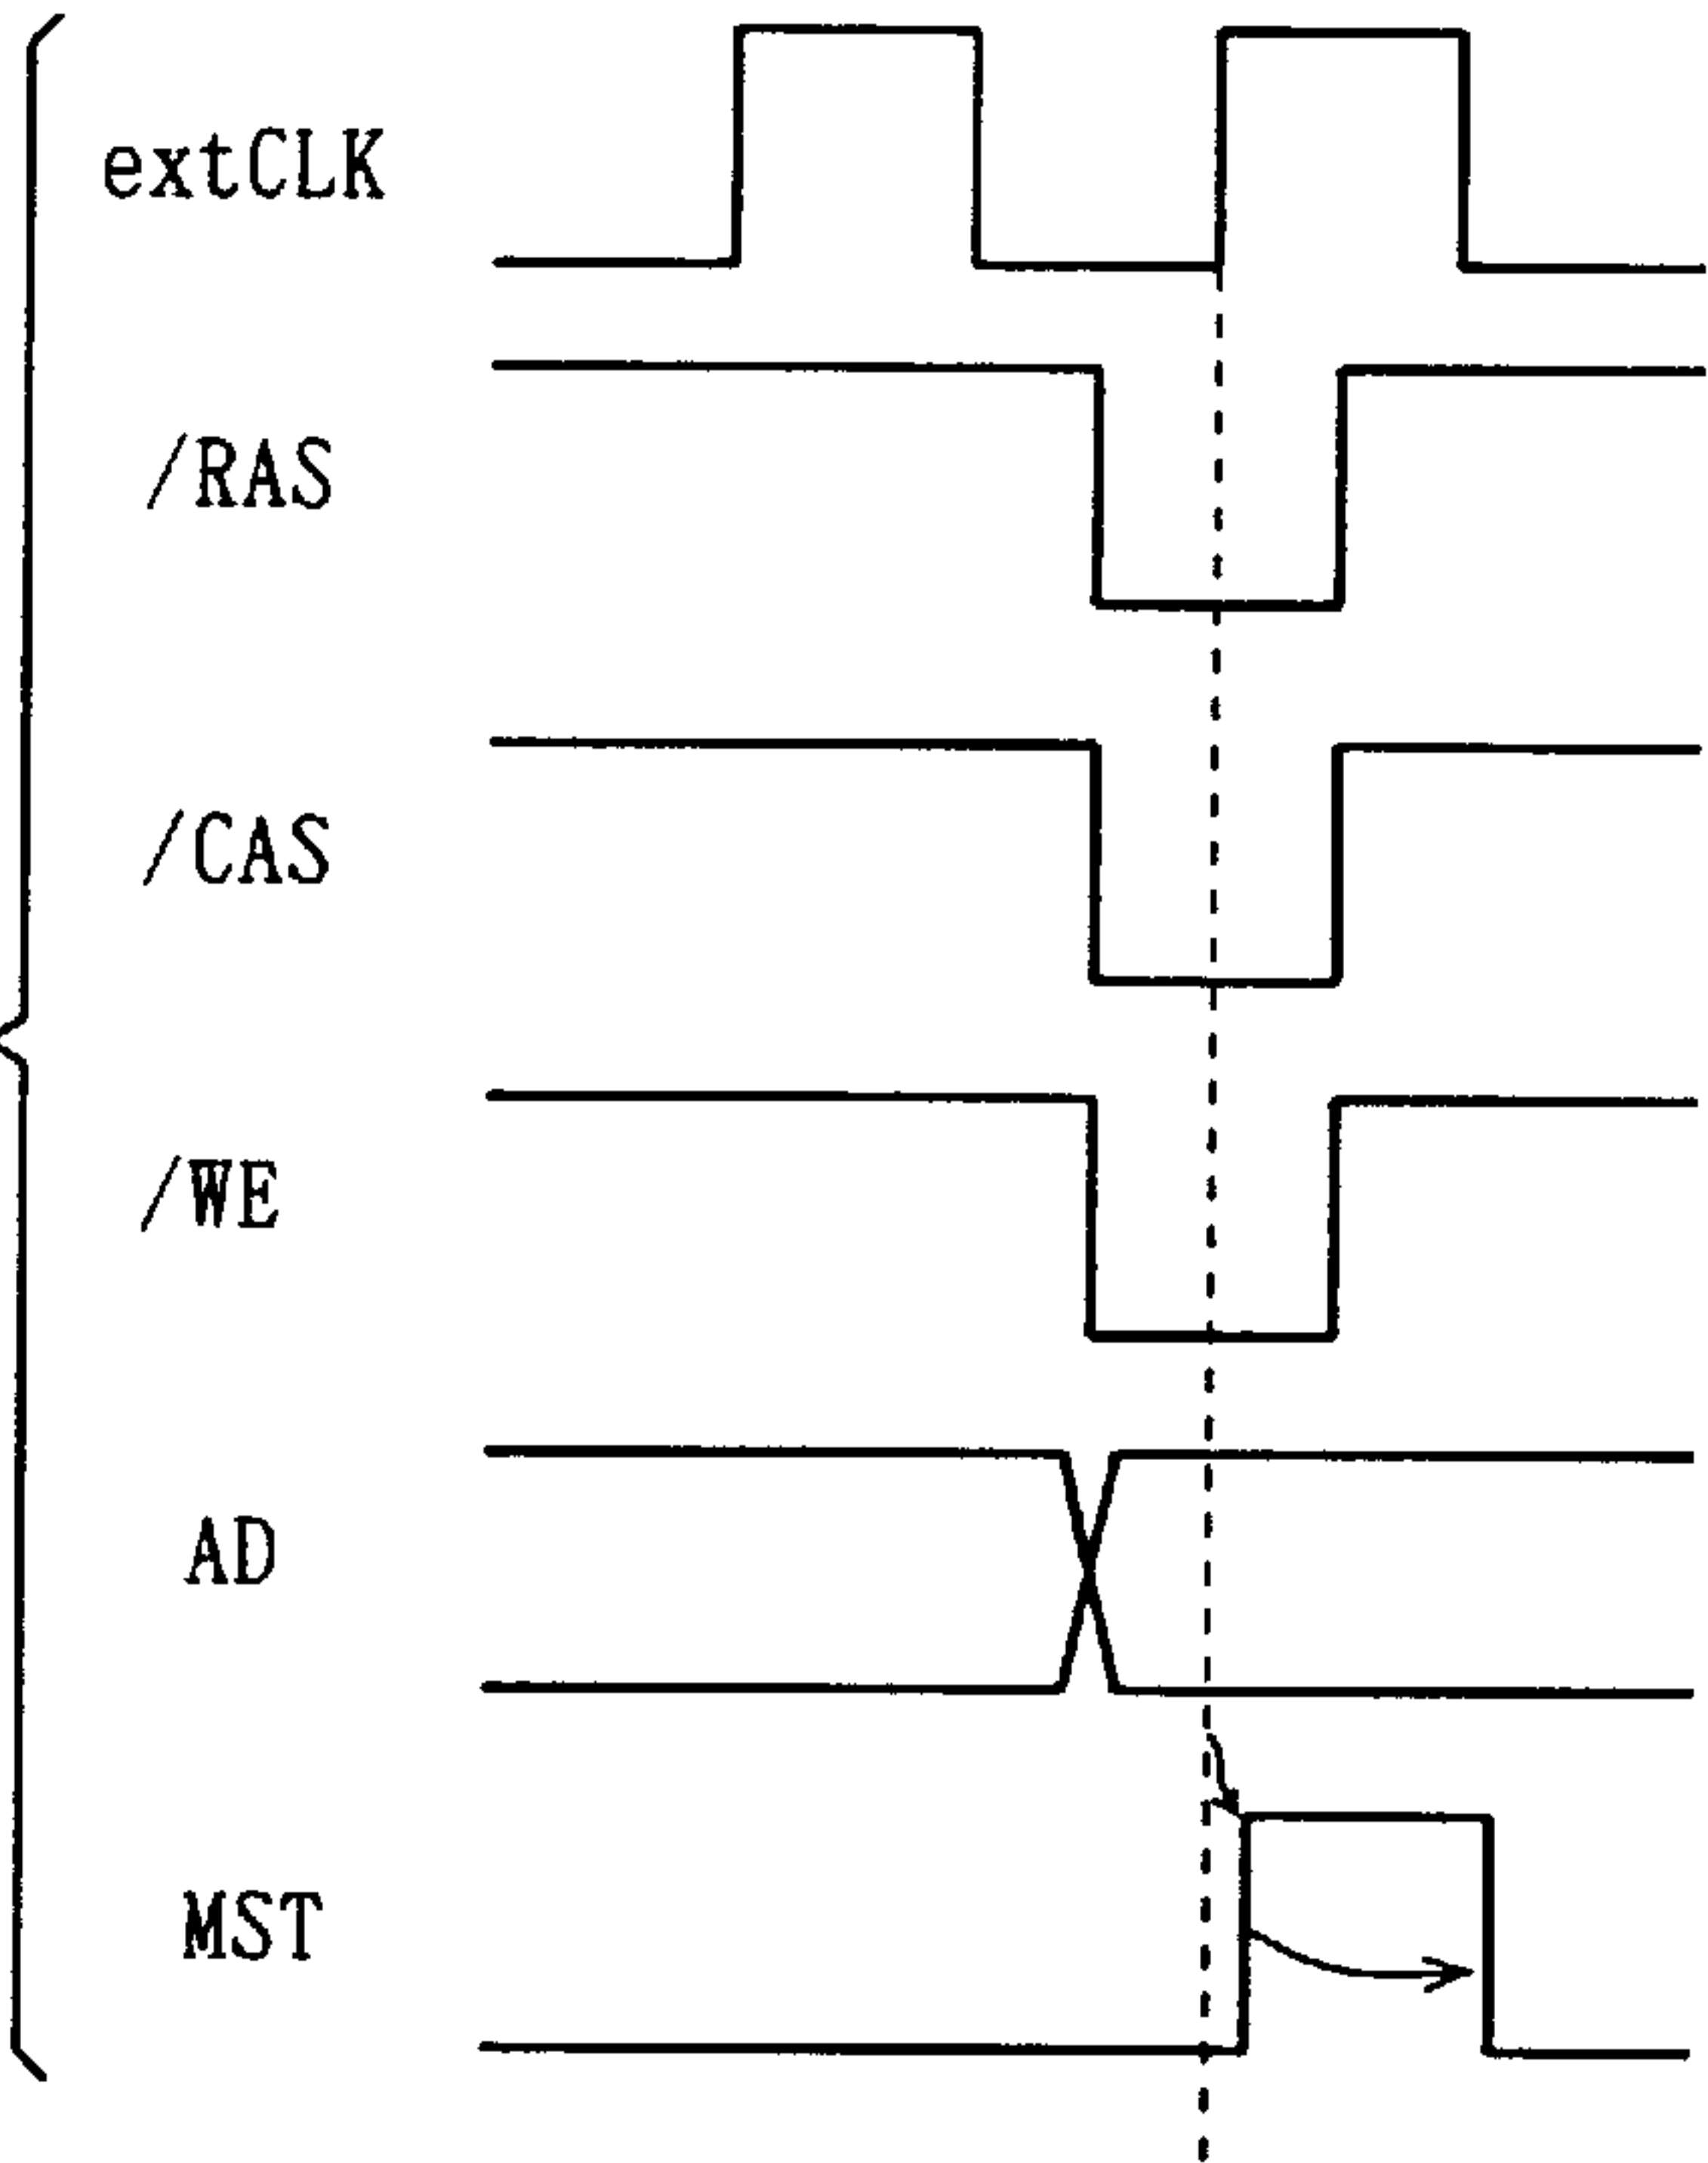 extCLK
/RAS
/CAS
/WE
AD
MST